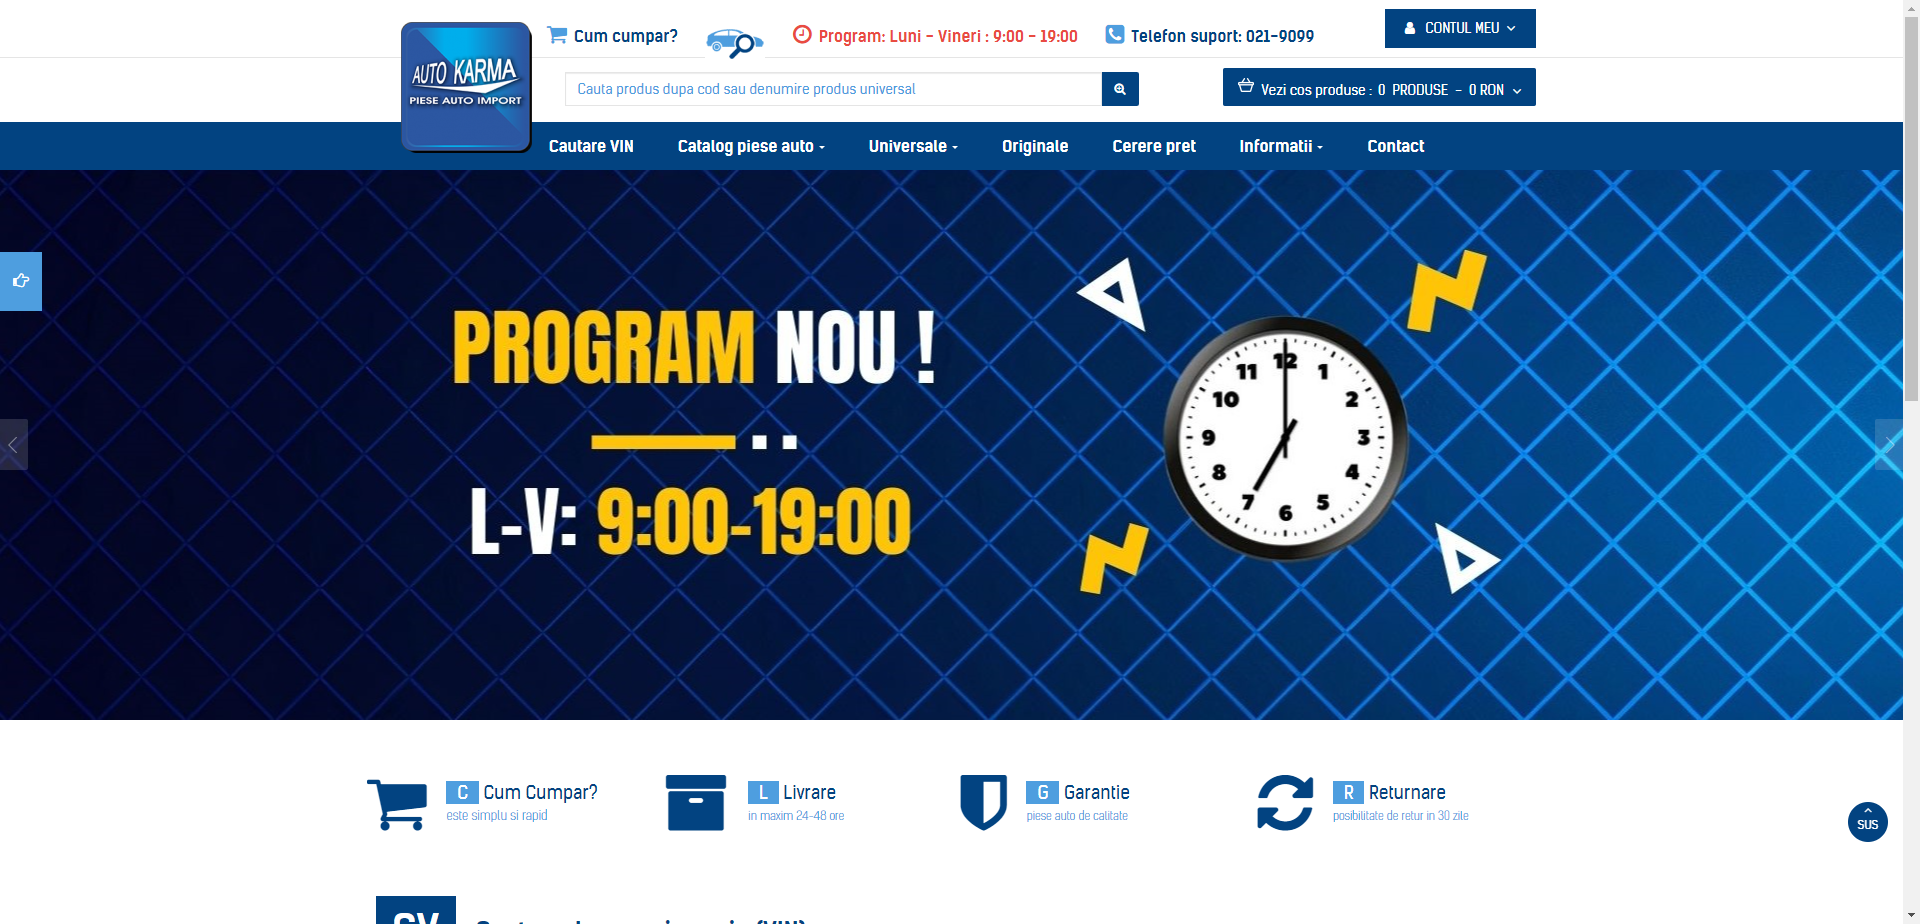 Cum cumpar?
Program: Luni - Vineri : 9:00 - 19:00
Telefon suport: 021-9099
CONTUL MEU
AUTO KARMA
PIESE AUTO IMPORT
Cauta produs dupa cod sau denumire produs universal
Vezi cos produse : 0 PRODUSE - 0 RON
Cautare VIN
Catalog piese auto
Universale
Originale
Cerere pret
Informatii
Contact
PROGRAM NOU !
L-V: 9:00-19:00
12
1
2
3
4
5
6
7
8
9
10
11
C Cum Cumpar?
este simplu si rapid
L Livrare
in maxim 24-48 ore
G Garantie
piese auto de calitate
R Returnare
posibilitate de retur in 30 zile
SUS